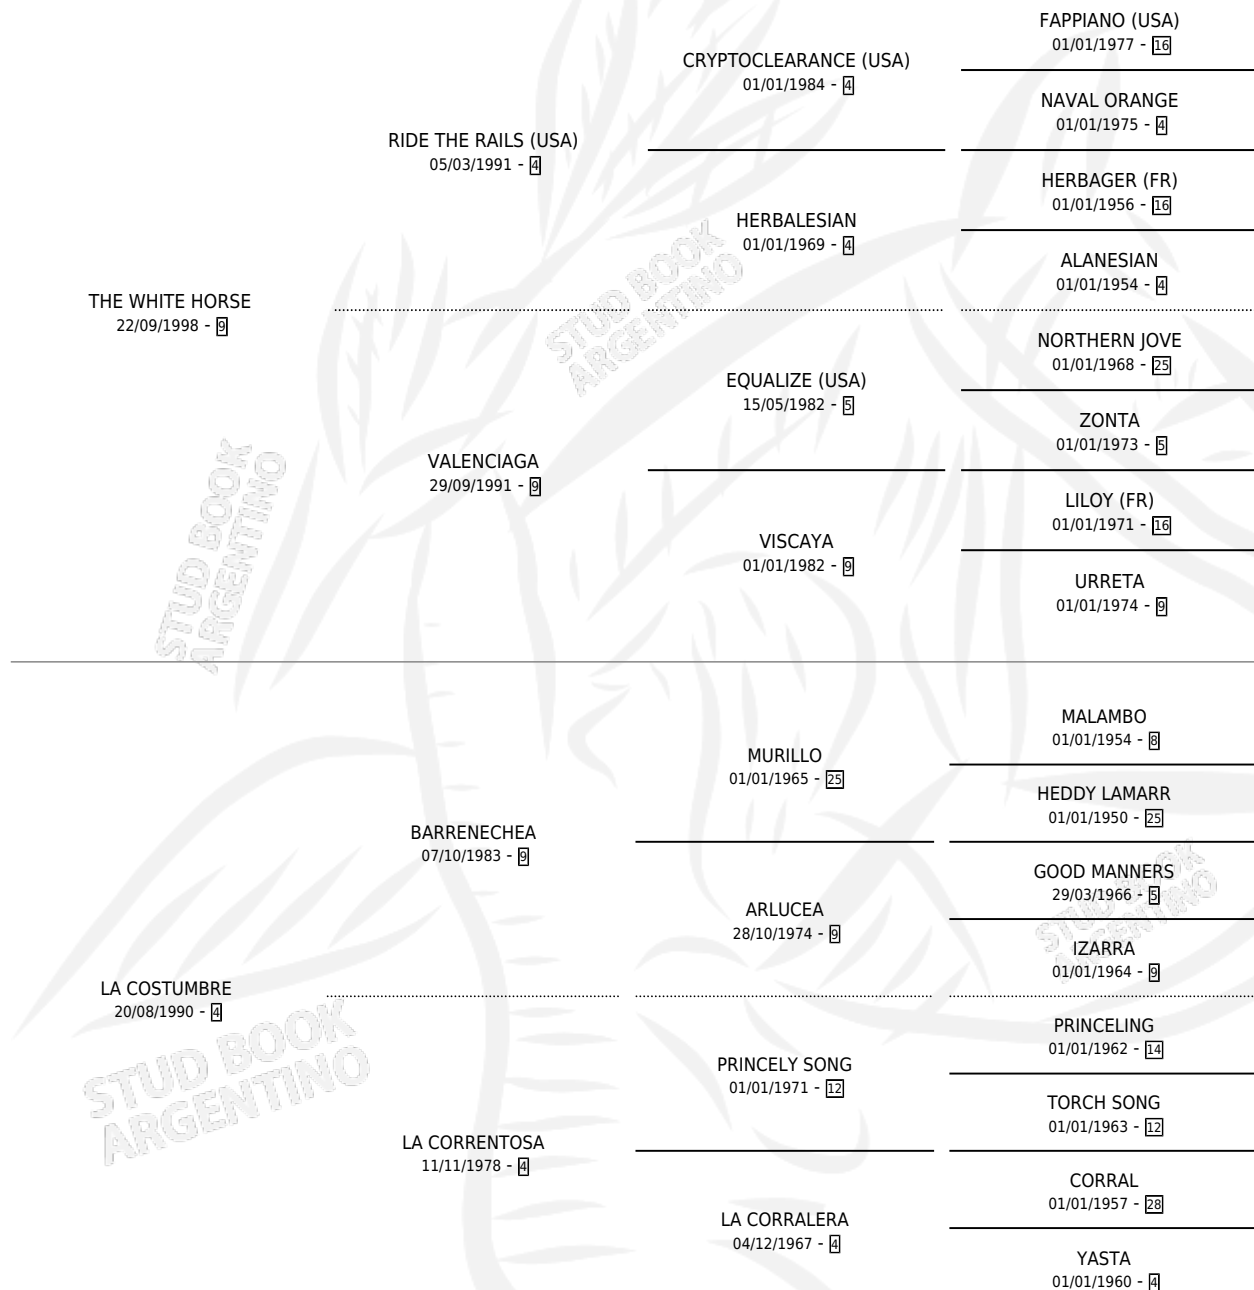 FAPPIANO (USA)
01/01/1977 - 16
CRYPTOCLEARANCE (USA)
01/01/1984 - 4
NAVAL ORANGE
01/01/1975 - 4
RIDE THE RAILS (USA)
05/03/1991 - 4
HERBAGER (FR)
01/01/1956 - 16
HERBALESIAN
01/01/1969 - 4
ALANESIAN
01/01/1954 - 4
THE WHITE HORSE
22/09/1998 - 9
NORTHERN JOVE
01/01/1968 - 25
EQUALIZE (USA)
15/05/1982 - 5
ZONTA
01/01/1973 - 5
VALENCIAGA
29/09/1991 - 9
LILOY (FR)
01/01/1971 - 16
VISCAYA
01/01/1982 - 9
URRETA
01/01/1974 - 9
MALAMBO
01/01/1954 - 8
MURILLO
01/01/1965 - 25
HEDDY LAMARR
01/01/1950 - 25
BARRENECHEA
07/10/1983 - 9
GOOD MANNERS
29/03/1966 - 5
ARLUCEA
28/10/1974 - 9
IZARRA
01/01/1964 - 9
LA COSTUMBRE
20/08/1990 - 4
PRINCELING
01/01/1962 - 14
PRINCELY SONG
01/01/1971 - 12
TORCH SONG
01/01/1963 - 12
LA CORRENTOSA
11/11/1978 - 4
CORRAL
01/01/1957 - 28
LA CORRALERA
04/12/1967 - 4
YASTA
01/01/1960 - 4
STUD BOOK
ARGENTINO
STUD BOOK
ARGENTINO
STUD BOOK
ARGENTINO
STUD BOOK
ARGENTINO